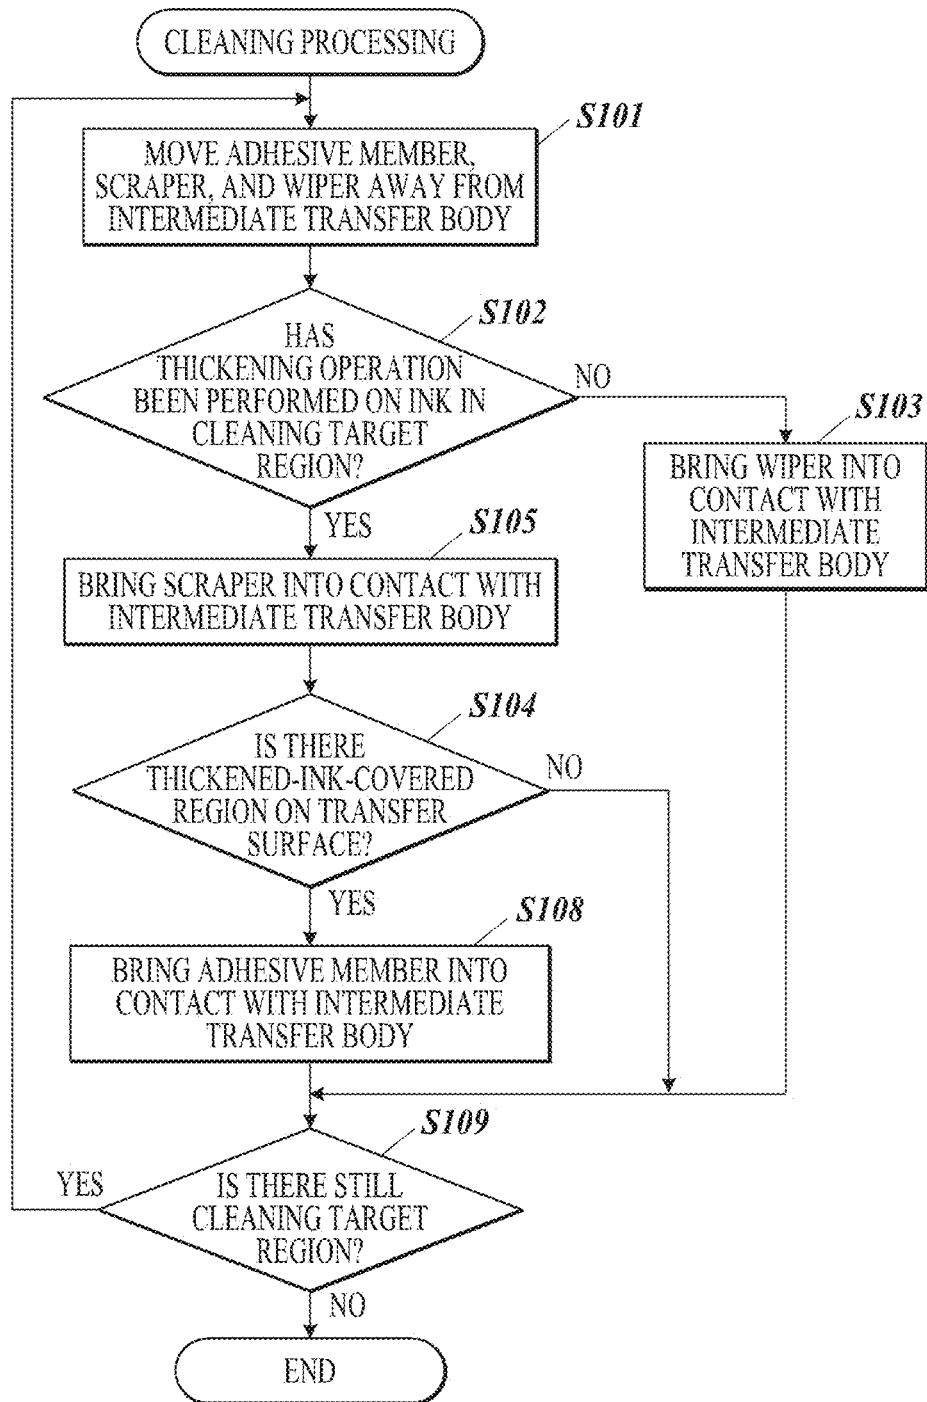 CLEANING PROCESSING
S101
MOVE ADHESIVE MEMBER,
SCRAPER, AND WIPER AWAY FROM
INTERMEDIATE TRANSFER BODY
S102
HAS
THICKENING OPERATION
BEEN PERFORMED ON INK IN
CLEANING TARGET
REGION?
NO
YES
S103
BRING WIPER INTO
CONTACT WITH
INTERMEDIATE
TRANSFER BODY
S105
BRING SCRAPER INTO CONTACT WITH
INTERMEDIATE TRANSFER BODY
S104
IS THERE
THICKENED-INK-COVERED
REGION ON TRANSFER
SURFACE?
NO
YES
S108
BRING ADHESIVE MEMBER INTO
CONTACT WITH INTERMEDIATE
TRANSFER BODY
S109
IS THERE STILL
CLEANING TARGET
REGION?
YES
NO
END